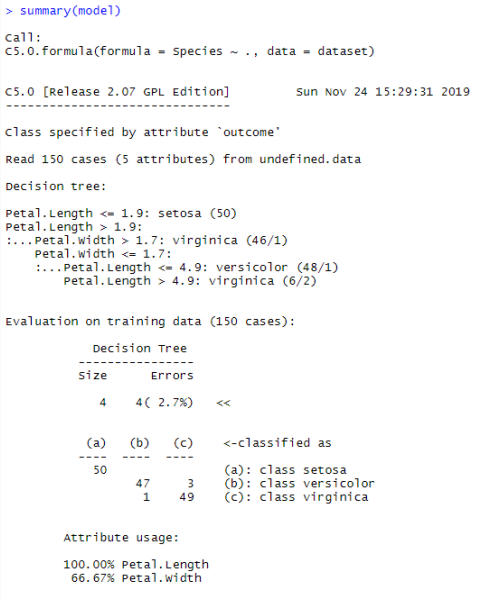 > summary(model)
Call:
C5.0.formula(formula = Species ~ ., data = dataset)
C5.0 [Release 2.07 GPL Edition]         Sun Nov 24 15:29:31 2019
-------------------------------
Class specified by attribute `outcome'
Read 150 cases (5 attributes) from undefined.data
Decision tree:
Petal.Length <= 1.9: setosa (50)
Petal.Length > 1.9:
:...Petal.Width > 1.7: virginica (46/1)
    Petal.Width <= 1.7:
    :...Petal.Length <= 4.9: versicolor (48/1)
        Petal.Length > 4.9: virginica (6/2)
Evaluation on training data (150 cases):
            Decision Tree
          ----------------
          Size      Errors
             4    4( 2.7%)   <<
           (a)   (b)   (c)    <-classified as
          ----  ----  ----
            50                (a): class setosa
                  47     3    (b): class versicolor
                   1    49    (c): class virginica
        Attribute usage:
        100.00% Petal.Length
         66.67% Petal.Width